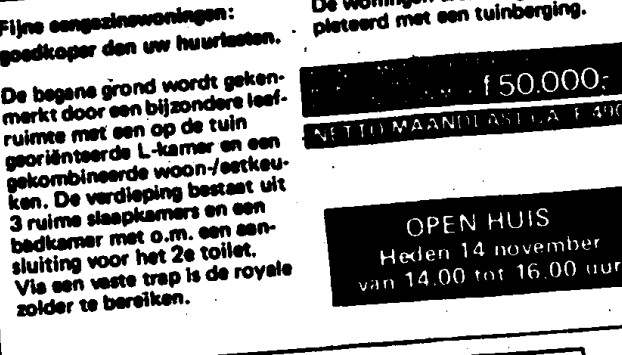 Fijne eengezinswoningen:
goedkoper dan uw huurlasten.
De begane grond wordt geken-
merkt door een bijzondere leef-
ruimte met een op de tuin
georiënteerde L-kamer en een
gekombineerde woon-/eetkeu-
ken. De verdieping bestaat uit
3 ruime slaapkamers en een
badkamer met o.m. een aan-
sluiting voor het 2e toilet.
Via een vaste trap is de royale
zolder te bereiken.
De woningen
pleteerd met een tuinberging.
f 50.000,-
NETTO MAANDLAST CA. F 490
OPEN HUIS
Heden 14 november
van 14.00 tot 16.00 uur